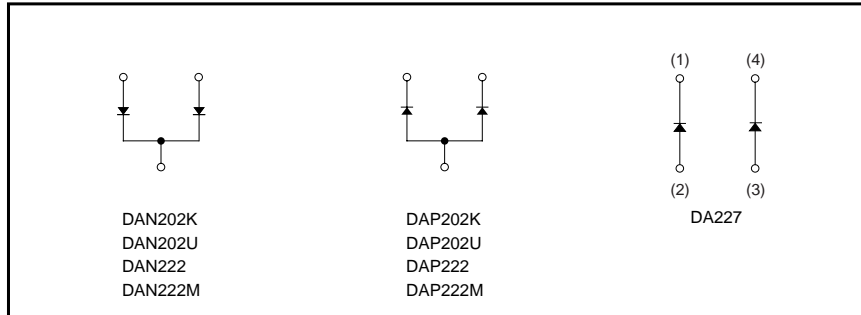 (1) (4)
(2) (3)
DAN202K
DAN202U
DAN222
DAN222M
DAP202K
DAP202U
DAP222
DAP222M
DA227